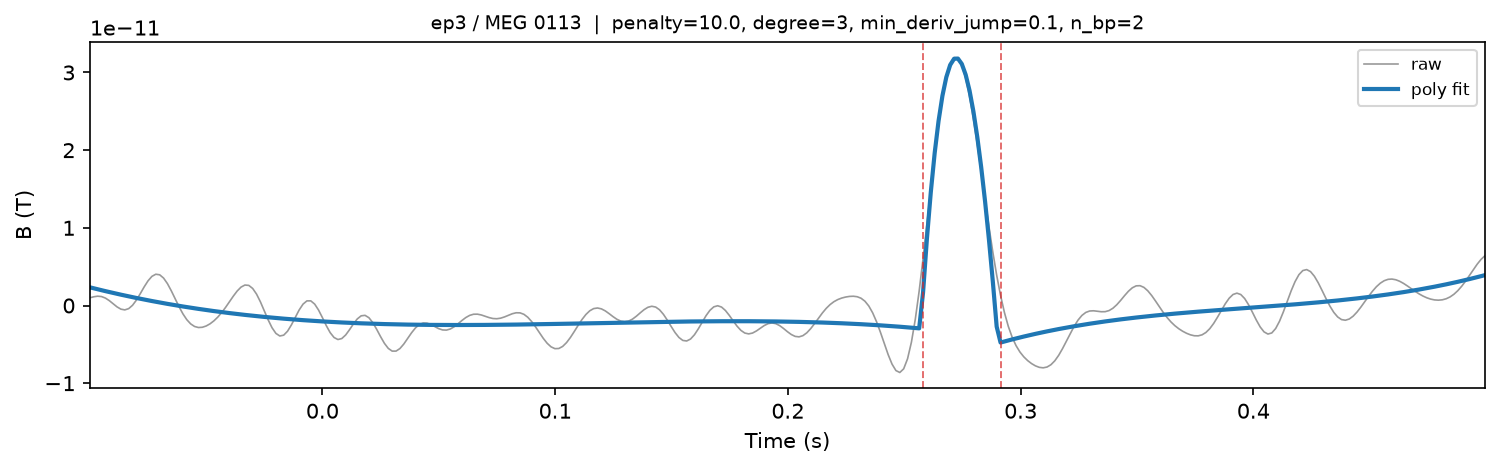 ep3 / MEG 0113 | penalty=10.0, degree=3, min_deriv_jump=0.1, n_bp=2
1e−11
raw
poly fit
3
2
1
0
−1
B (T)
0.0 0.1 0.2 0.3 0.4
Time (s)